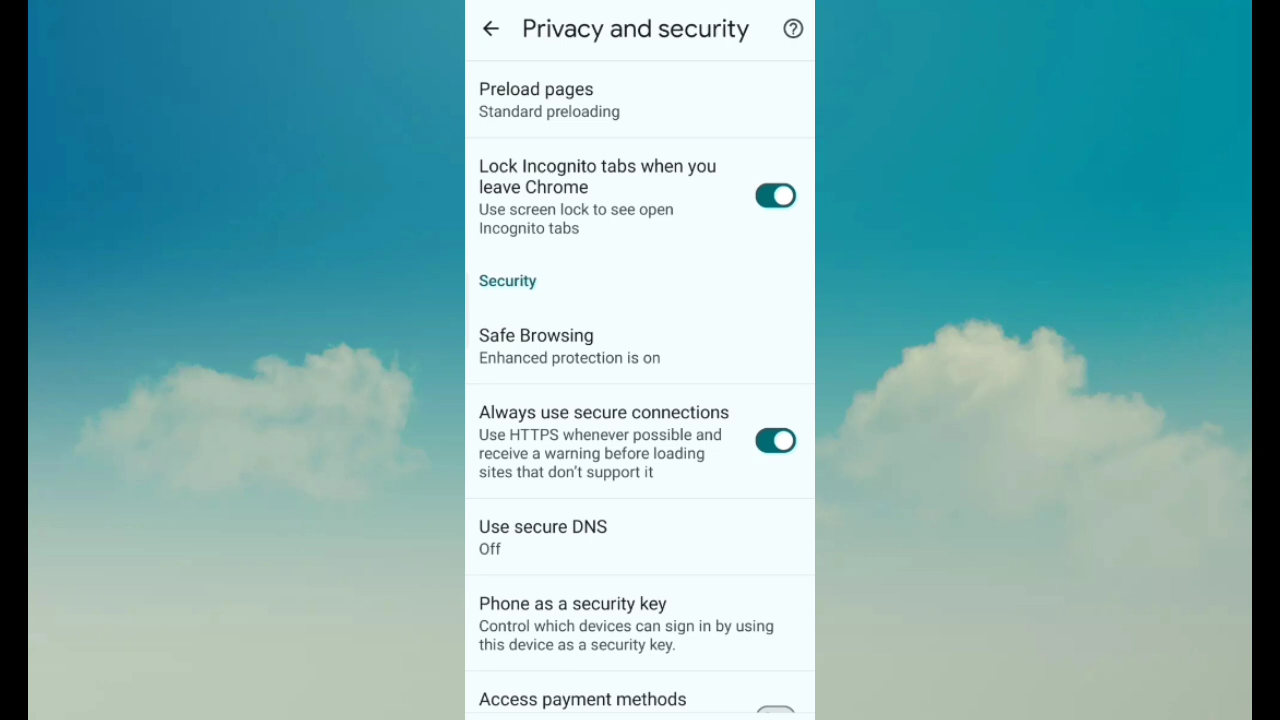 Privacy and security
Preload pages
Standard preloading
Lock Incognito tabs when you
leave Chrome
Use screen lock to see open
Incognito tabs
Security
Safe Browsing
Enhanced protection is on
Always use secure connections
Use HTTPS whenever possible and
receive a warning before loading
sites that don't support it
Use secure DNS
Off
Phone as a security key
Control which devices can sign in by using
this device as a security key.
Access payment methods